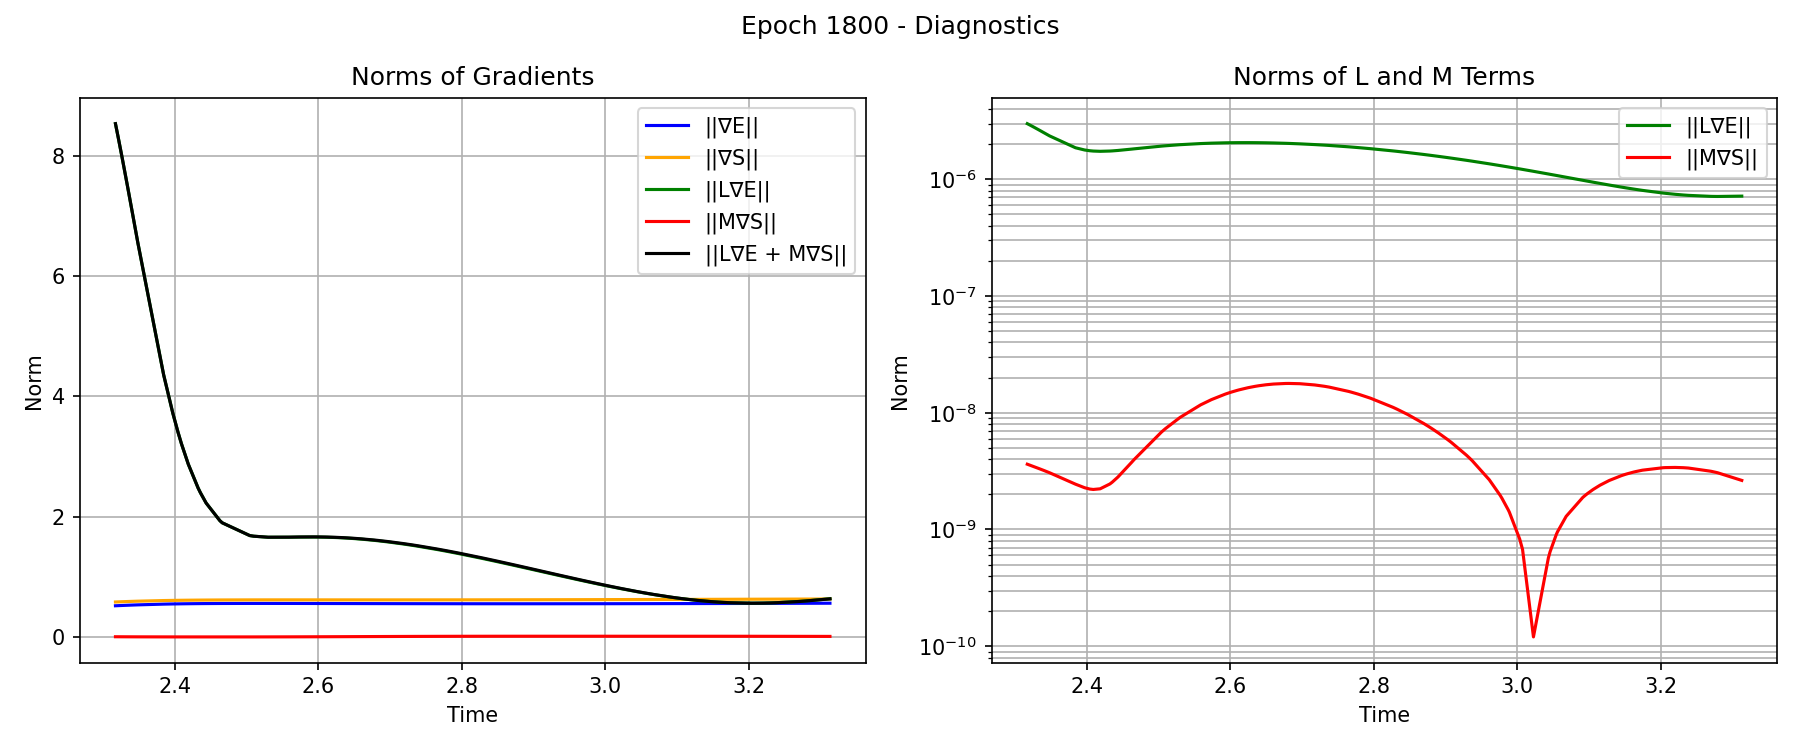 Epoch 1800 - Diagnostics
Norms of Gradients
||∇E||
||∇S||
||L∇E||
||M∇S||
||L∇E + M∇S||
8
6
4
2
0
Norm
2.4 2.6 2.8 3.0 3.2
Time
Norms of L and M Terms
||L∇E||
||M∇S||
10⁻⁶
10⁻⁷
10⁻⁸
10⁻⁹
10⁻¹⁰
Norm
2.4 2.6 2.8 3.0 3.2
Time